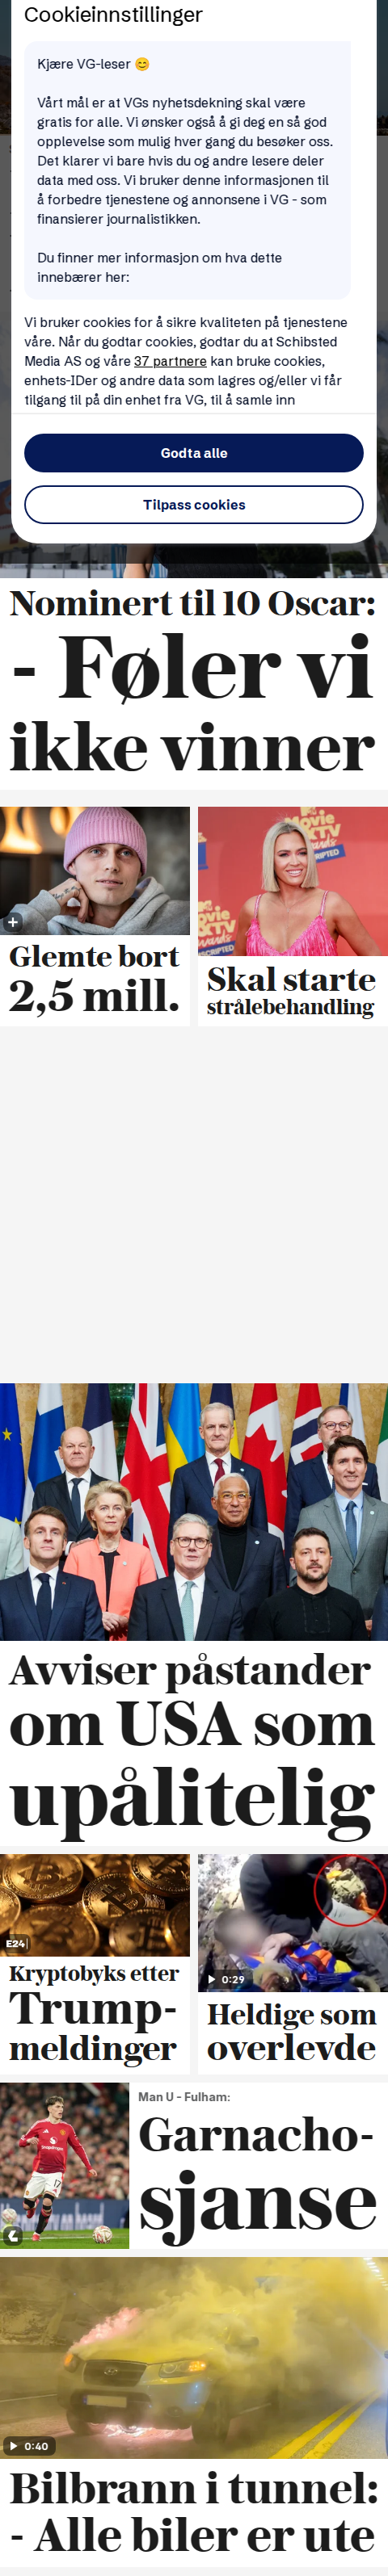 Cookieinnstillinger
Kjære VG-leser 😊
Vårt mål er at VGs nyhetsdekning skal være
gratis for alle. Vi ønsker også å gi deg en så god
opplevelse som mulig hver gang du besøker oss.
Det klarer vi bare hvis du og andre lesere deler
data med oss. Vi bruker denne informasjonen til
å forbedre tjenestene og annonsene i VG - som
finansierer journalistikken.
Du finner mer informasjon om hva dette
innebærer her:
Vi bruker cookies for å sikre kvaliteten på tjenestene
våre. Når du godtar cookies, godtar du at Schibsted
Media AS og våre 37 partnere kan bruke cookies,
enhets-IDer og andre data som lagres og/eller vi får
tilgang til på din enhet fra VG, til å samle inn
Godta alle
Tilpass cookies
Nominert til 10 Oscar:
- Føler vi
ikke vinner
Glemte bort
2,5 mill.
Movie
& TV
Awards
SCRIPTED
Skal starte
strålebehandling
Avviser påstander
om USA som
upålitelig
E24
Kryptobyks etter
Trump-
meldinger
0:29
Heldige som
overlevde
Man U - Fulham:
Garnacho-
sjanse
17
0:40
Bilbrann i tunnel:
- Alle biler er ute